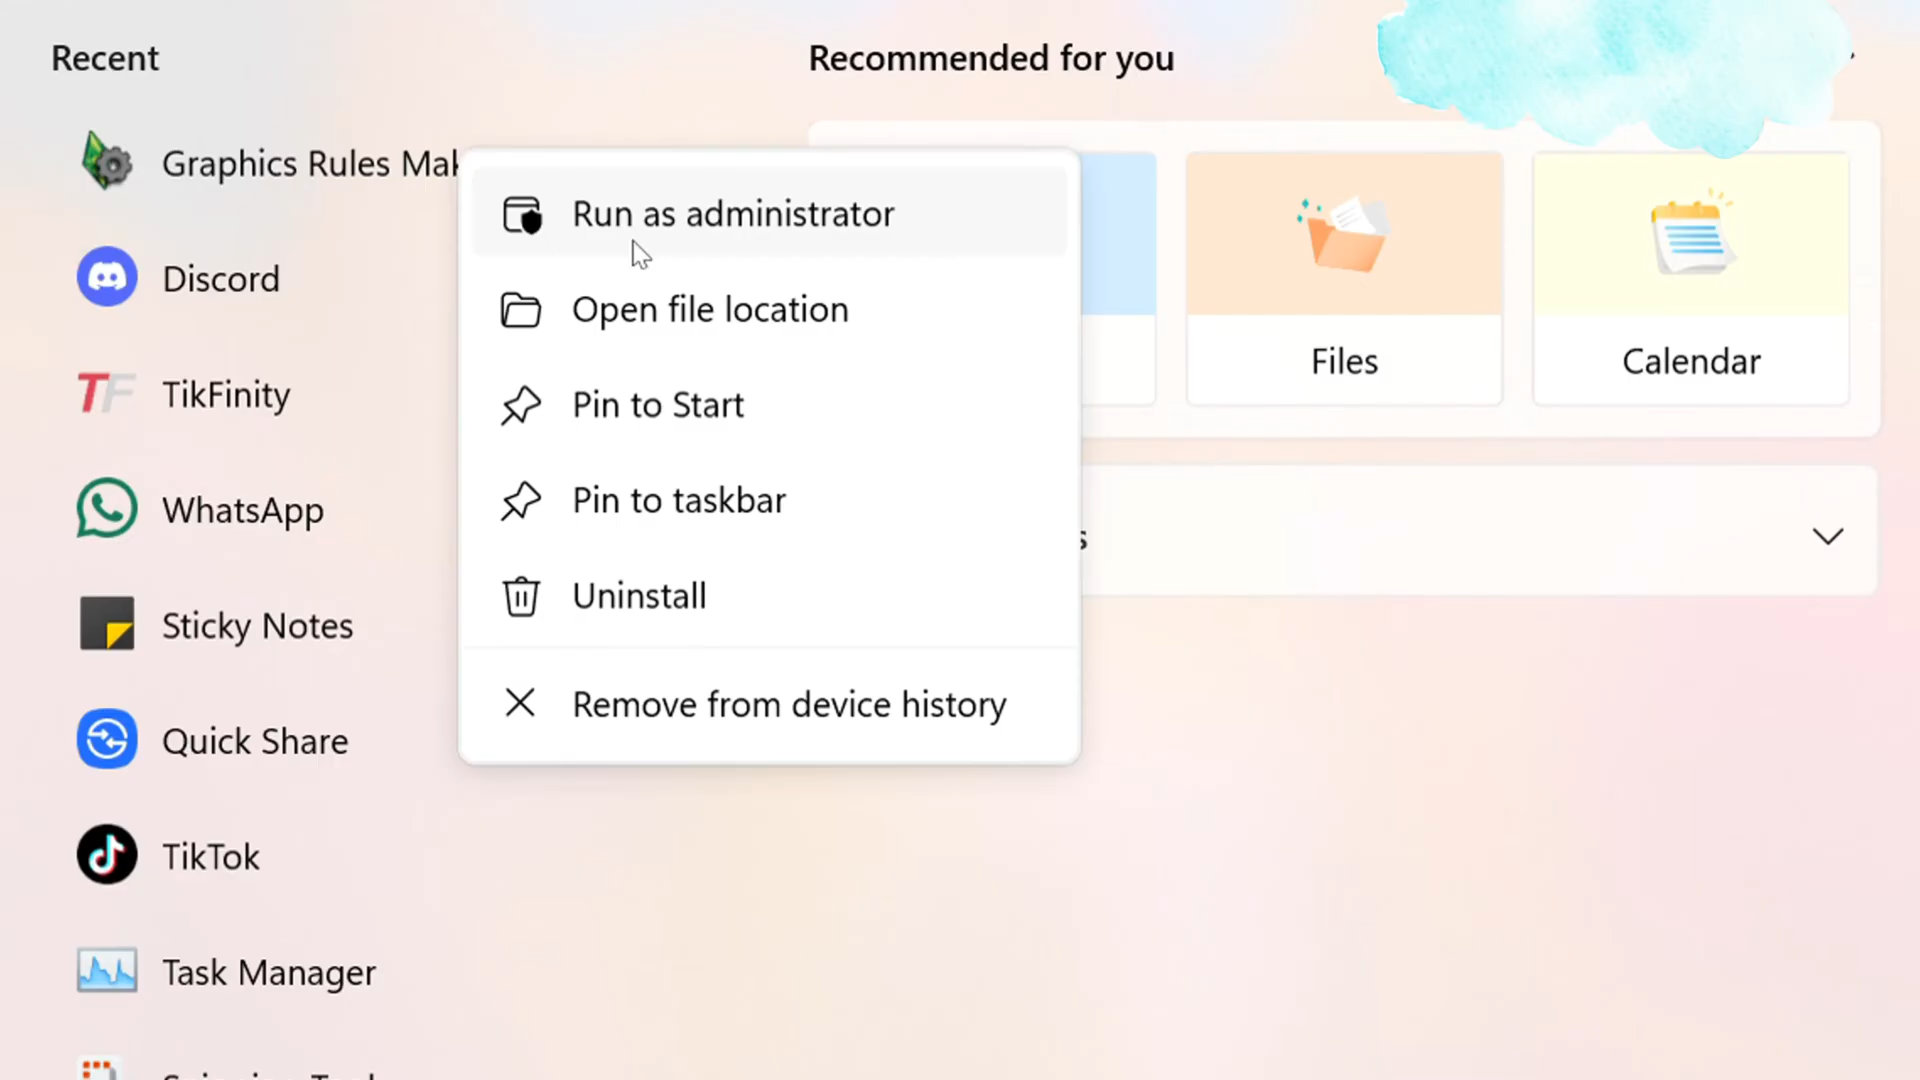 Recent
Recommended for you
Graphics Rules Mak
Discord
TikFinity
WhatsApp
Sticky Notes
Quick Share
TikTok
Task Manager
Run as administrator
Open file location
Pin to Start
Pin to taskbar
Uninstall
Remove from device history
Files
Calendar
s